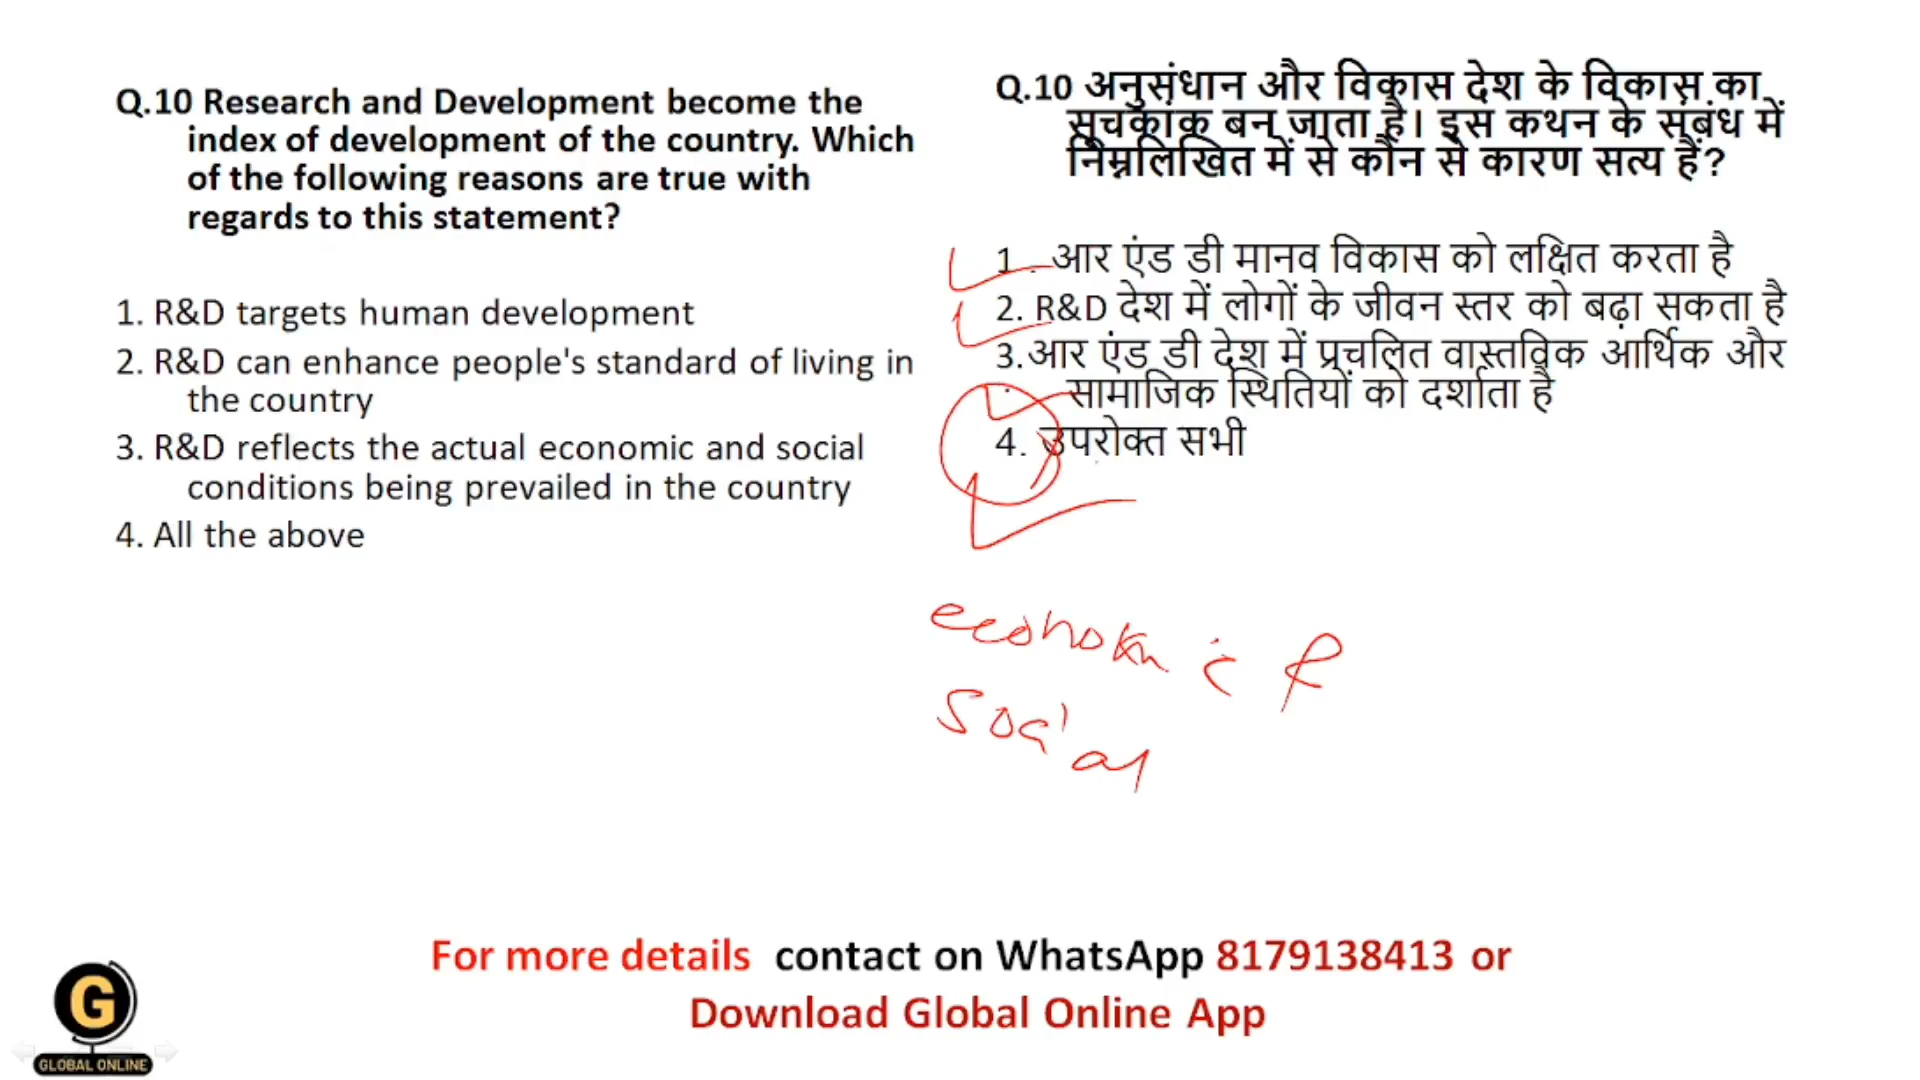 Q.10 Research and Development become the
index of development of the country. Which
of the following reasons are true with
regards to this statement?
1. R&D targets human development
2. R&D can enhance people's standard of living in
the country
3. R&D reflects the actual economic and social
conditions being prevailed in the country
4. All the above
Q.10 अनुसंधान और विकास देश के विकास का
सूचकांक बन जाता है। इस कथन के संबंध में
निम्नलिखित में से कौन से कारण सत्य हैं?
1 . आर एंड डी मानव विकास को लक्षित करता है
2. R&D देश में लोगों के जीवन स्तर को बढ़ा सकता है
3.आर एंड डी देश में प्रचलित वास्तविक आर्थिक और
सामाजिक स्थितियों को दर्शाता है
4. उपरोक्त सभी
economic &
social
For more details contact on WhatsApp 8179138413 or
Download Global Online App
G
GLOBAL ONLINE